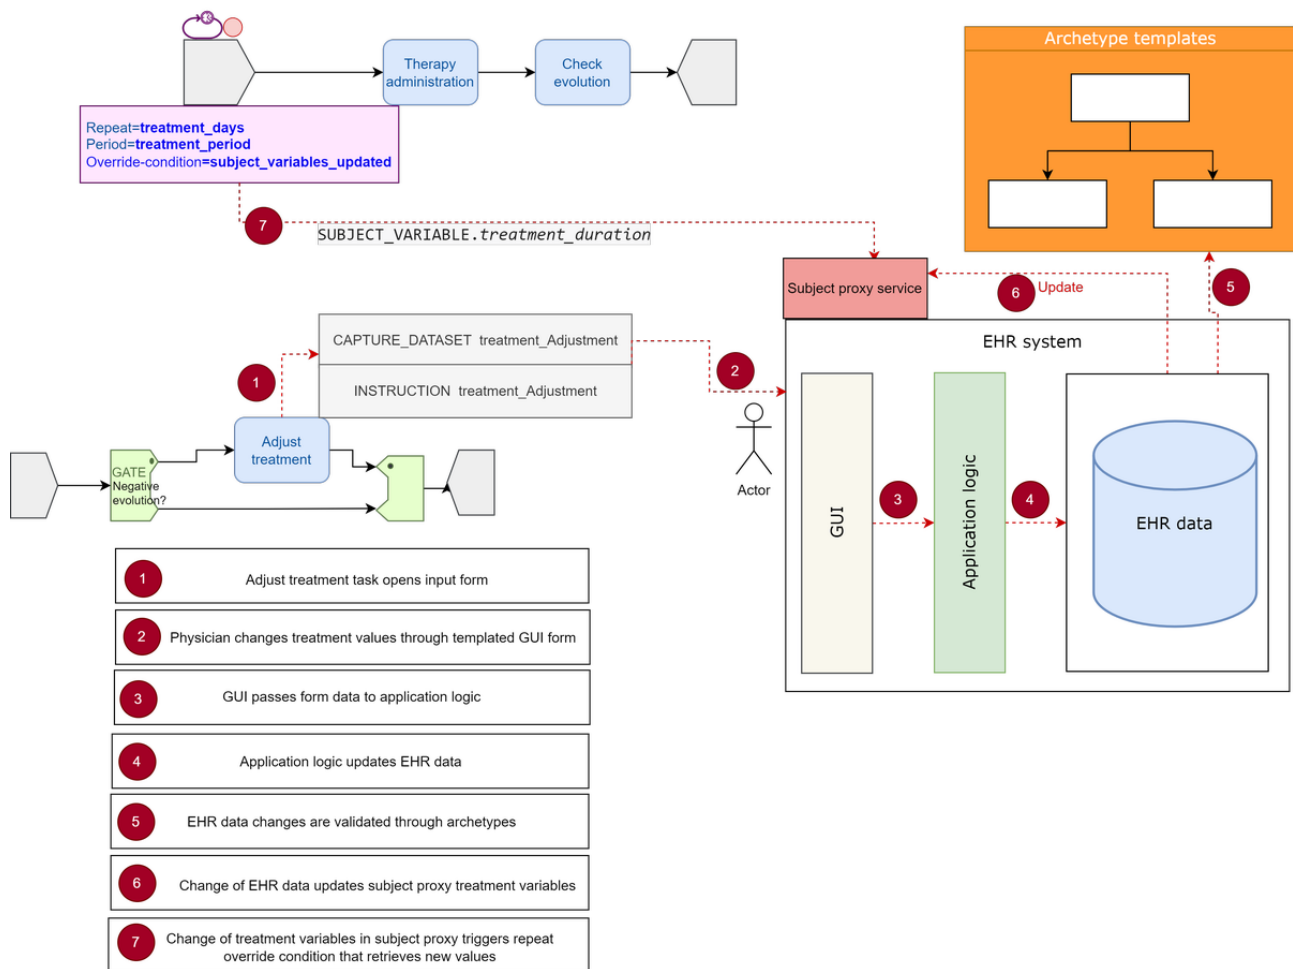 Archetype templates
Therapy
administration
Check
evolution
Repeat=treatment_days
Period=treatment_period
Override-condition=subject_variables_updated
7
SUBJECT_VARIABLE.treatment_duration
Subject proxy service
6
Update
5
EHR system
CAPTURE_DATASET treatment_Adjustment
INSTRUCTION treatment_Adjustment
1
2
Actor
Adjust
treatment
GATE
Negative
evolution?
GUI
3
Application logic
4
EHR data
1
Adjust treatment task opens input form
2
Physician changes treatment values through templated GUI form
3
GUI passes form data to application logic
4
Application logic updates EHR data
5
EHR data changes are validated through archetypes
6
Change of EHR data updates subject proxy treatment variables
7
Change of treatment variables in subject proxy triggers repeat
override condition that retrieves new values